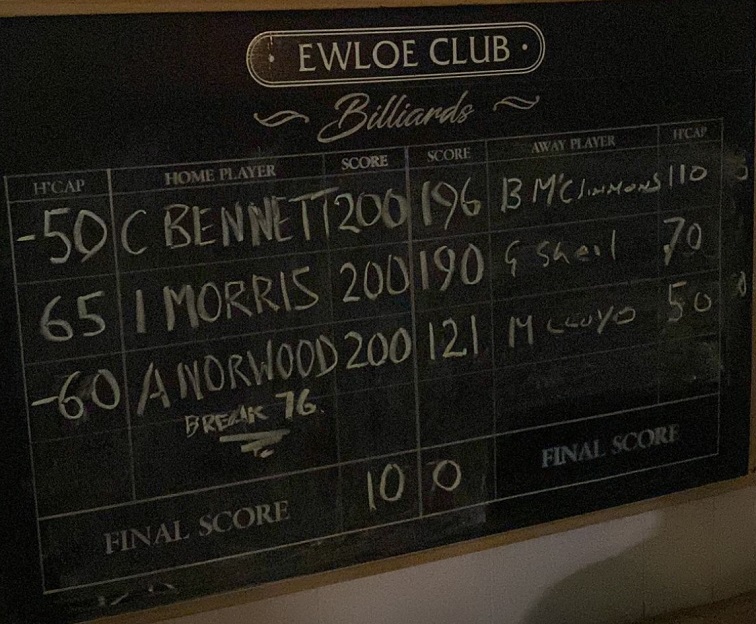 EWLOE CLUB
Billiards
H'CAP HOME PLAYER SCORE SCORE AWAY PLAYER H'CAP
-50 C BENNETT 200 196 B McClimmons 110
65 I MORRIS 200 190 G Sheil 70
-60 A NORWOOD 200 121 M LLOYD 50
BREAK 76.
FINAL SCORE 10 0 FINAL SCORE